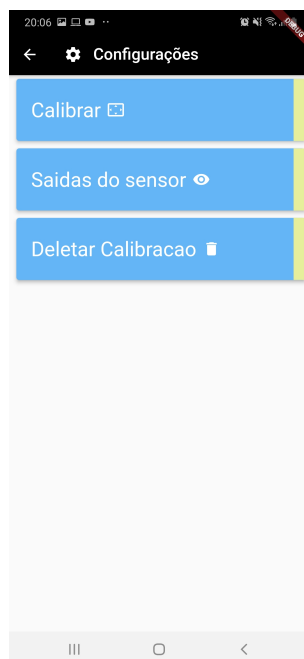 20:06
DEBUG
Configurações
Calibrar
Saidas do sensor
Deletar Calibracao